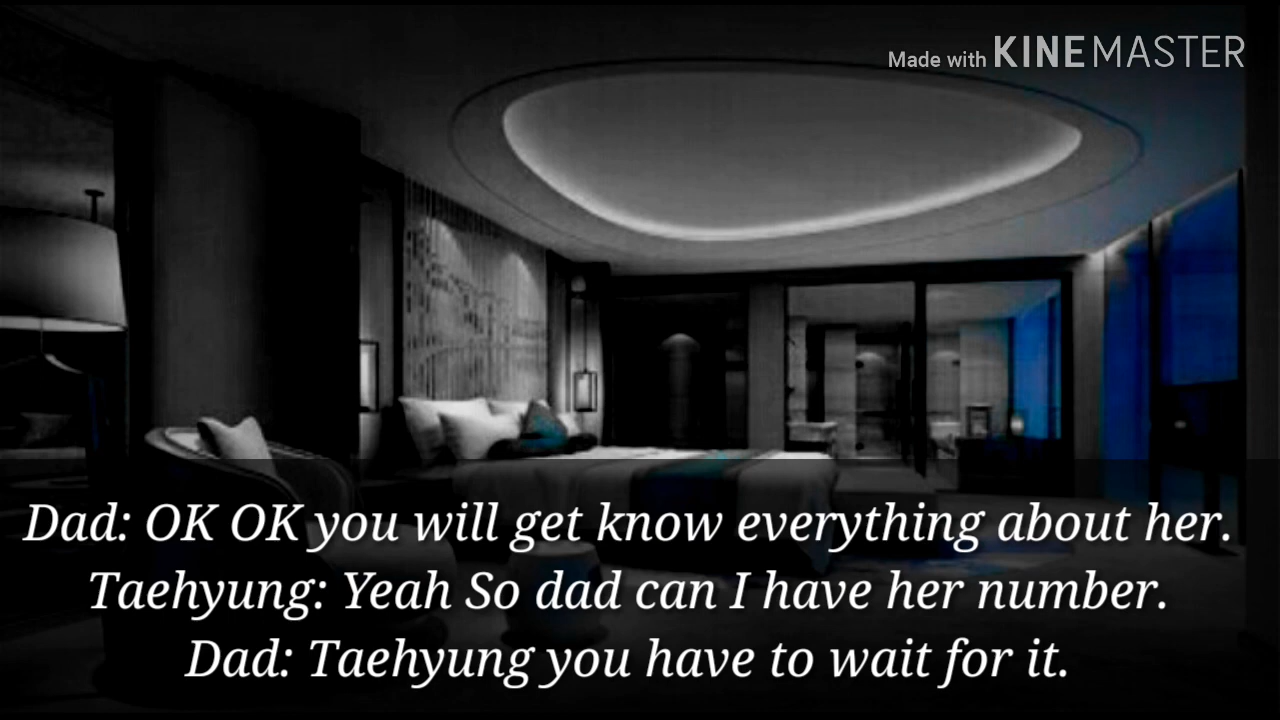 Made with KINEMASTER
Dad: OK OK you will get know everything about her.
Taehyung: Yeah So dad can I have her number.
Dad: Taehyung you have to wait for it.